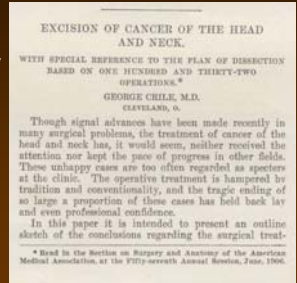 EXCISION OF CANCER OF THE HEAD
AND NECK.
WITH SPECIAL REFERENCE TO THE PLAN OF DISSECTION
BASED ON ONE HUNDRED AND THIRTY-TWO
OPERATIONS.*
GEORGE CRILE, M.D.
CLEVELAND, O.
Though signal advances have been made recently in
many surgical problems, the treatment of cancer of the
head and neck has, it would seem, neither received the
attention nor kept the pace of progress in other fields.
These unhappy cases are too often regarded as specters
at the clinic. The operative treatment is hampered by
tradition and conventionality, and the tragic ending of
so large a proportion of these cases has held back lay
and even professional confidence.
In this paper it is intended to present an outline
sketch of the conclusions regarding the surgical treat-
* Read in the Section on Surgery and Anatomy of the American
Medical Association, at the Fifty-seventh Annual Session, June, 1906.